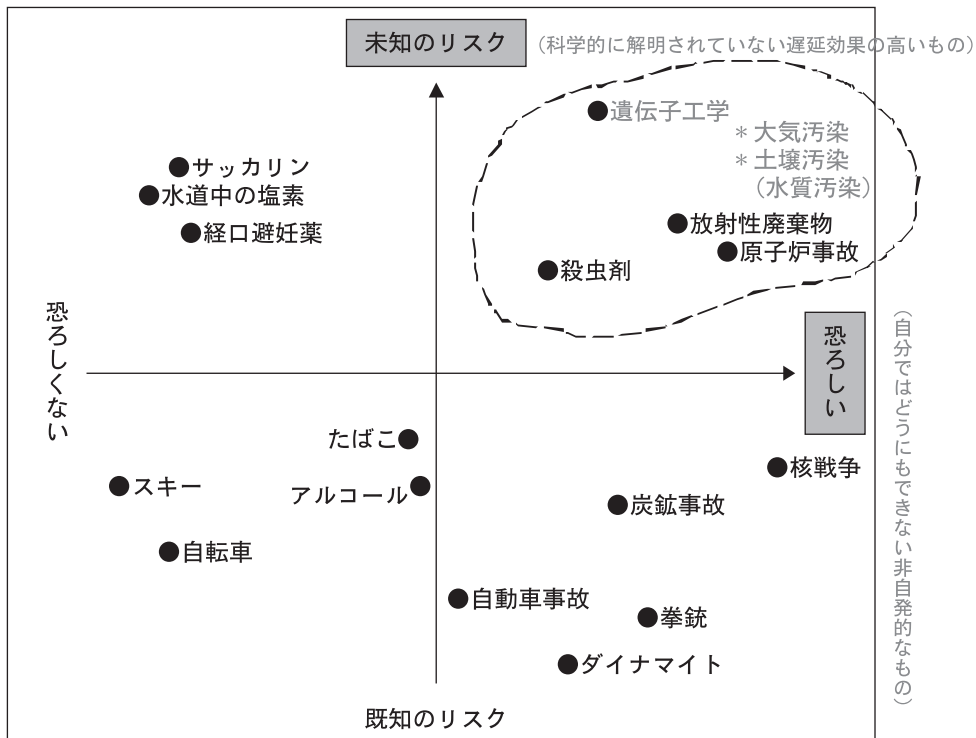 未知のリスク
（科学的に解明されていない遅延効果の高いもの）
遺伝子工学
＊大気汚染
＊土壌汚染
（水質汚染）
サッカリン
水道中の塩素
経口避妊薬
放射性廃棄物
原子炉事故
殺虫剤
恐ろしくない
恐ろしい
（自分ではどうにもできない非自発的なもの）
たばこ
アルコール
スキー
自転車
核戦争
炭鉱事故
自動車事故
拳銃
ダイナマイト
既知のリスク